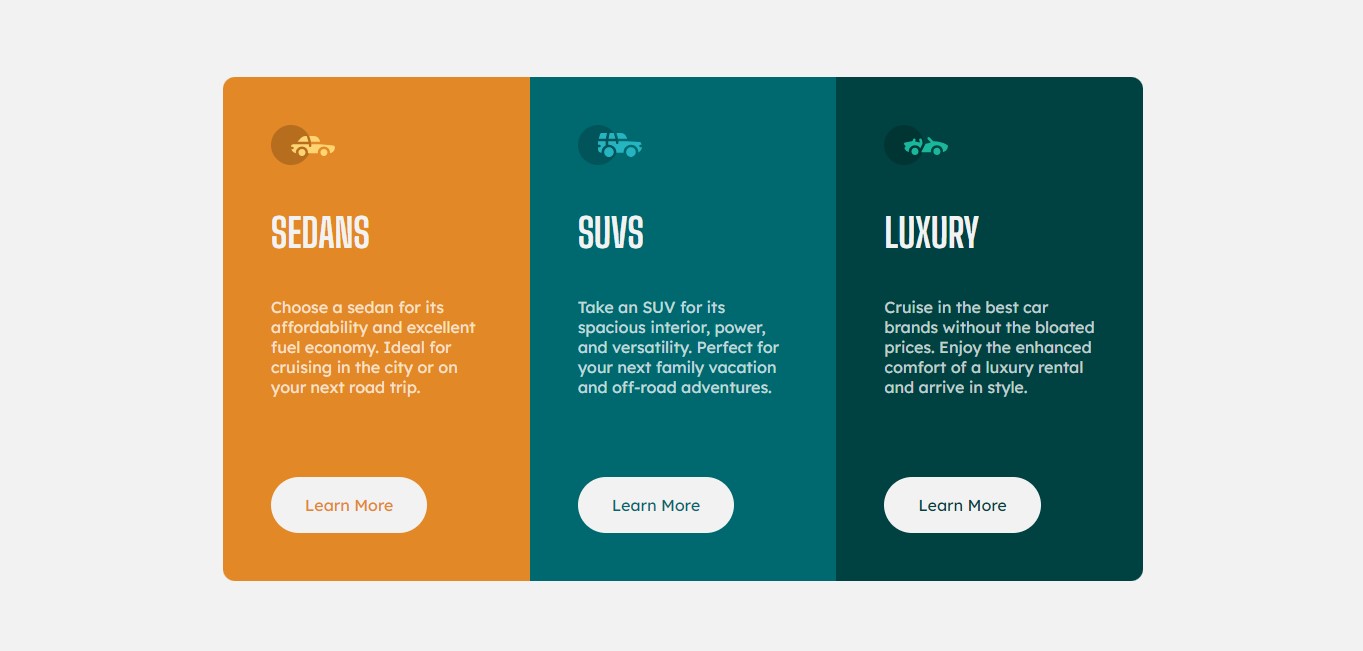 SEDANS
Choose a sedan for its
affordability and excellent
fuel economy. Ideal for
cruising in the city or on
your next road trip.
Learn More
SUVS
Take an SUV for its
spacious interior, power,
and versatility. Perfect for
your next family vacation
and off-road adventures.
Learn More
LUXURY
Cruise in the best car
brands without the bloated
prices. Enjoy the enhanced
comfort of a luxury rental
and arrive in style.
Learn More